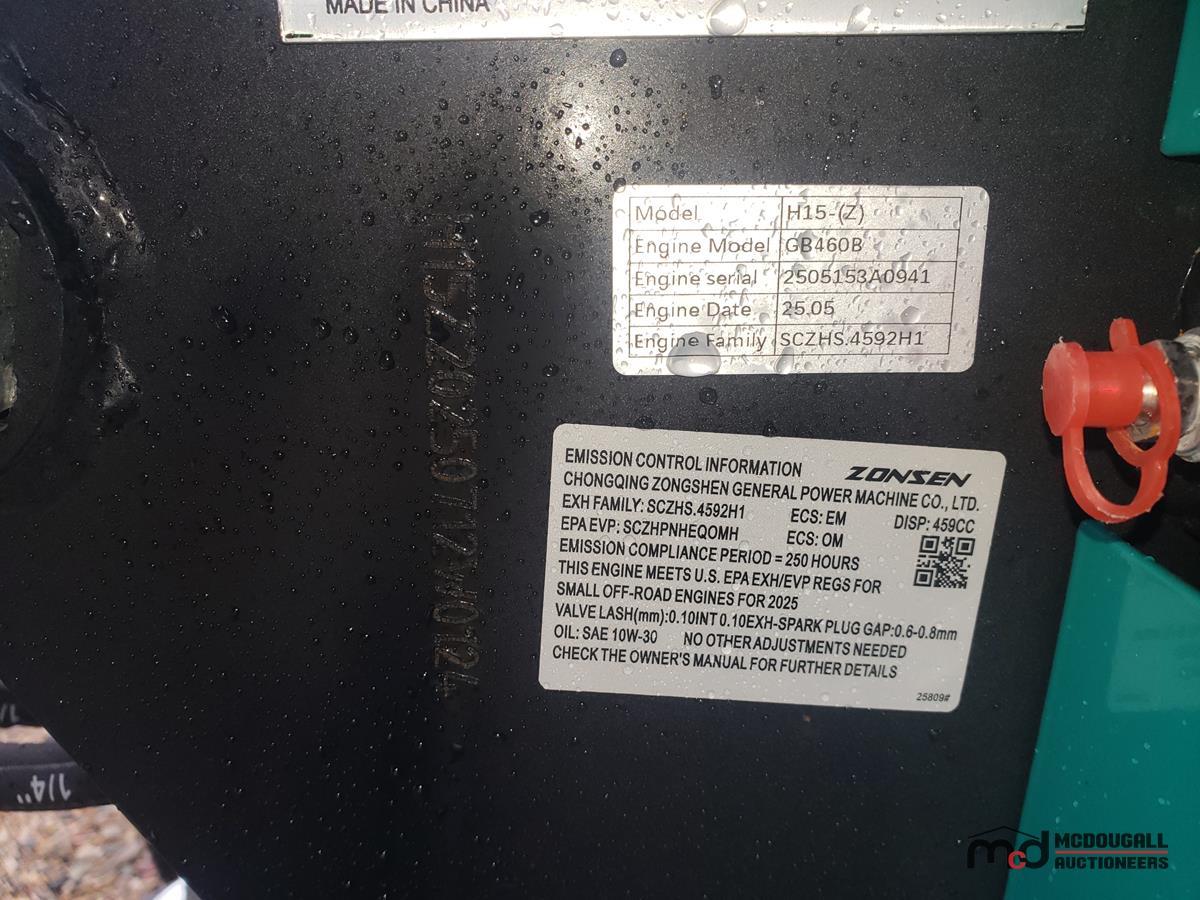 MADE IN CHINA
Model H15-(Z)
Engine Model GB460B
Engine serial 2505153A0941
Engine Date 25.05
Engine Family SCZHS.4592H1
EMISSION CONTROL INFORMATION ZONSEN
CHONGQING ZONGSHEN GENERAL POWER MACHINE CO., LTD.
EXH FAMILY: SCZHS.4592H1 ECS: EM DISP: 459CC
EPA EVP: SCZHPNHEQOMH ECS: OM
EMISSION COMPLIANCE PERIOD = 250 HOURS
THIS ENGINE MEETS U.S. EPA EXH/EVP REGS FOR
SMALL OFF-ROAD ENGINES FOR 2025
VALVE LASH(mm):0.10INT 0.10EXH-SPARK PLUG GAP:0.6-0.8mm
OIL: SAE 10W-30 NO OTHER ADJUSTMENTS NEEDED
CHECK THE OWNER'S MANUAL FOR FURTHER DETAILS
25809#
1/4"
mcd MCDOUGALL
AUCTIONEERS